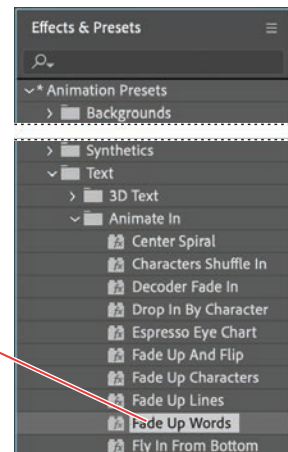 Effects & Presets
* Animation Presets
Backgrounds
Synthetics
Text
3D Text
Animate In
Center Spiral
Characters Shuffle In
Decoder Fade In
Drop In By Character
Espresso Eye Chart
Fade Up And Flip
Fade Up Characters
Fade Up Lines
Fade Up Words
Fly In From Bottom